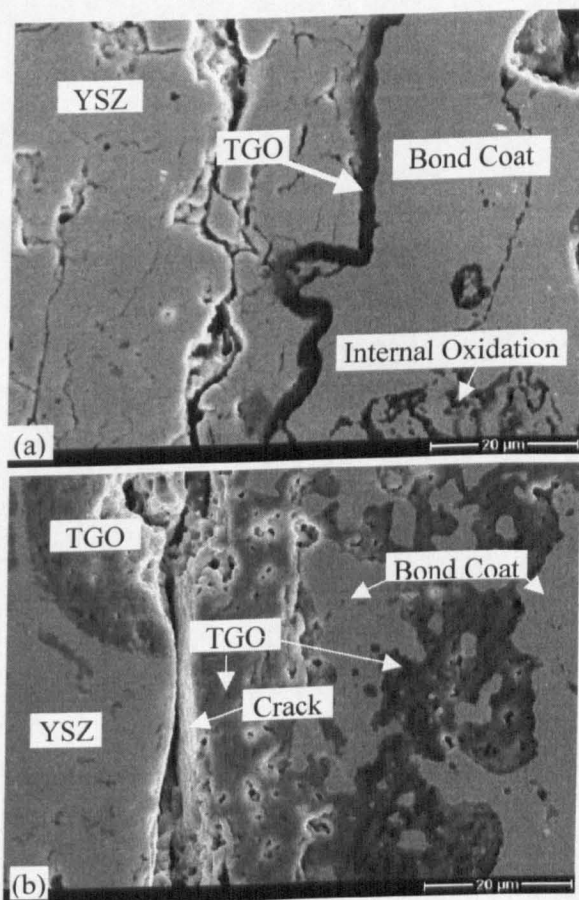 YSZ
TGO
Bond Coat
Internal Oxidation
(a)
20 µm
TGO
Bond Coat
TGO
Crack
YSZ
(b)
20 µm